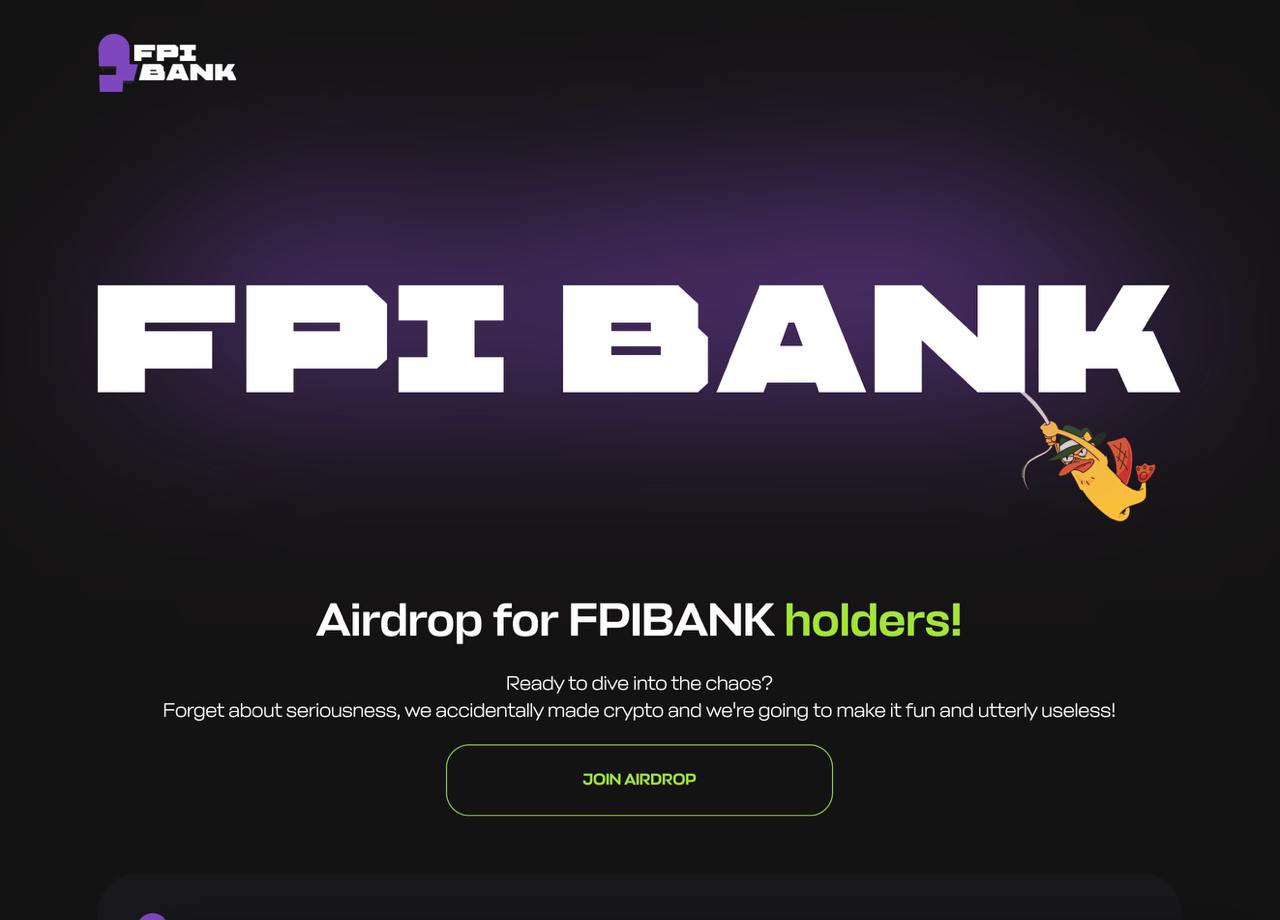 FPI
BANK
FPI BANK
Airdrop for FPIBANK holders!
Ready to dive into the chaos?
Forget about seriousness, we accidentally made crypto and we're going to make it fun and utterly useless!
JOIN AIRDROP